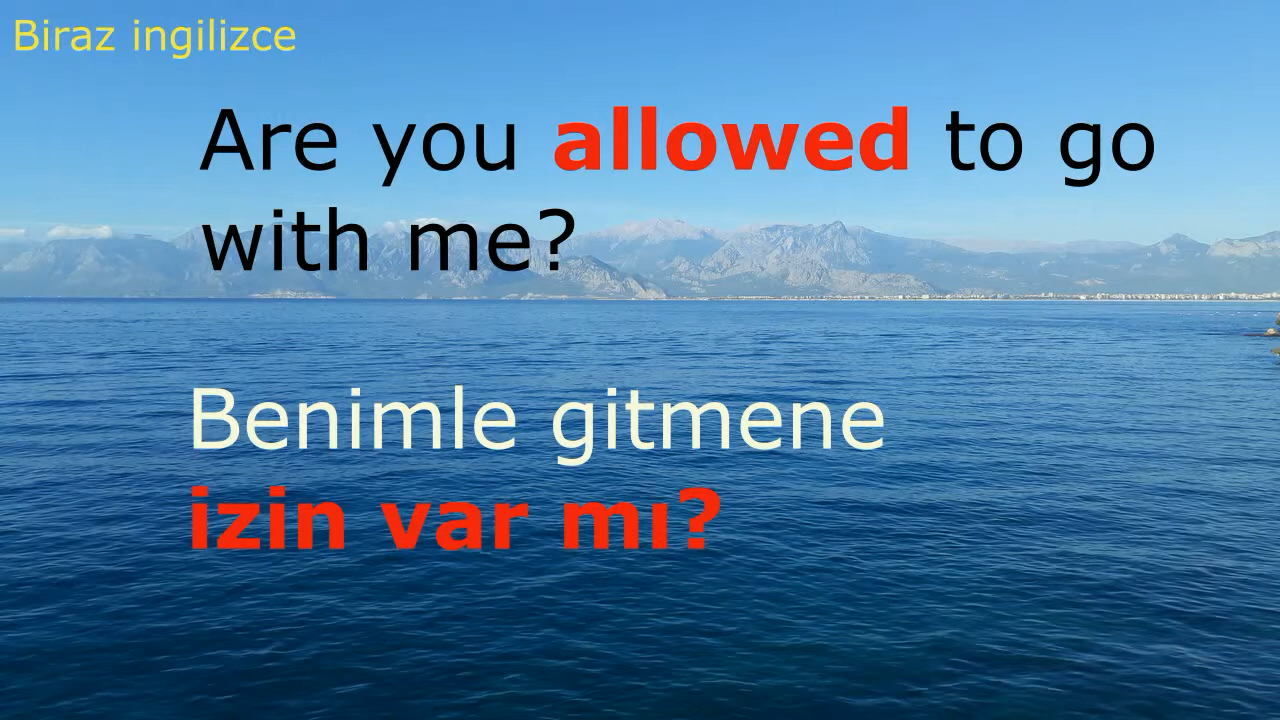 Biraz ingilizce
Are you allowed to go
with me?
Benimle gitmene
izin var mı?